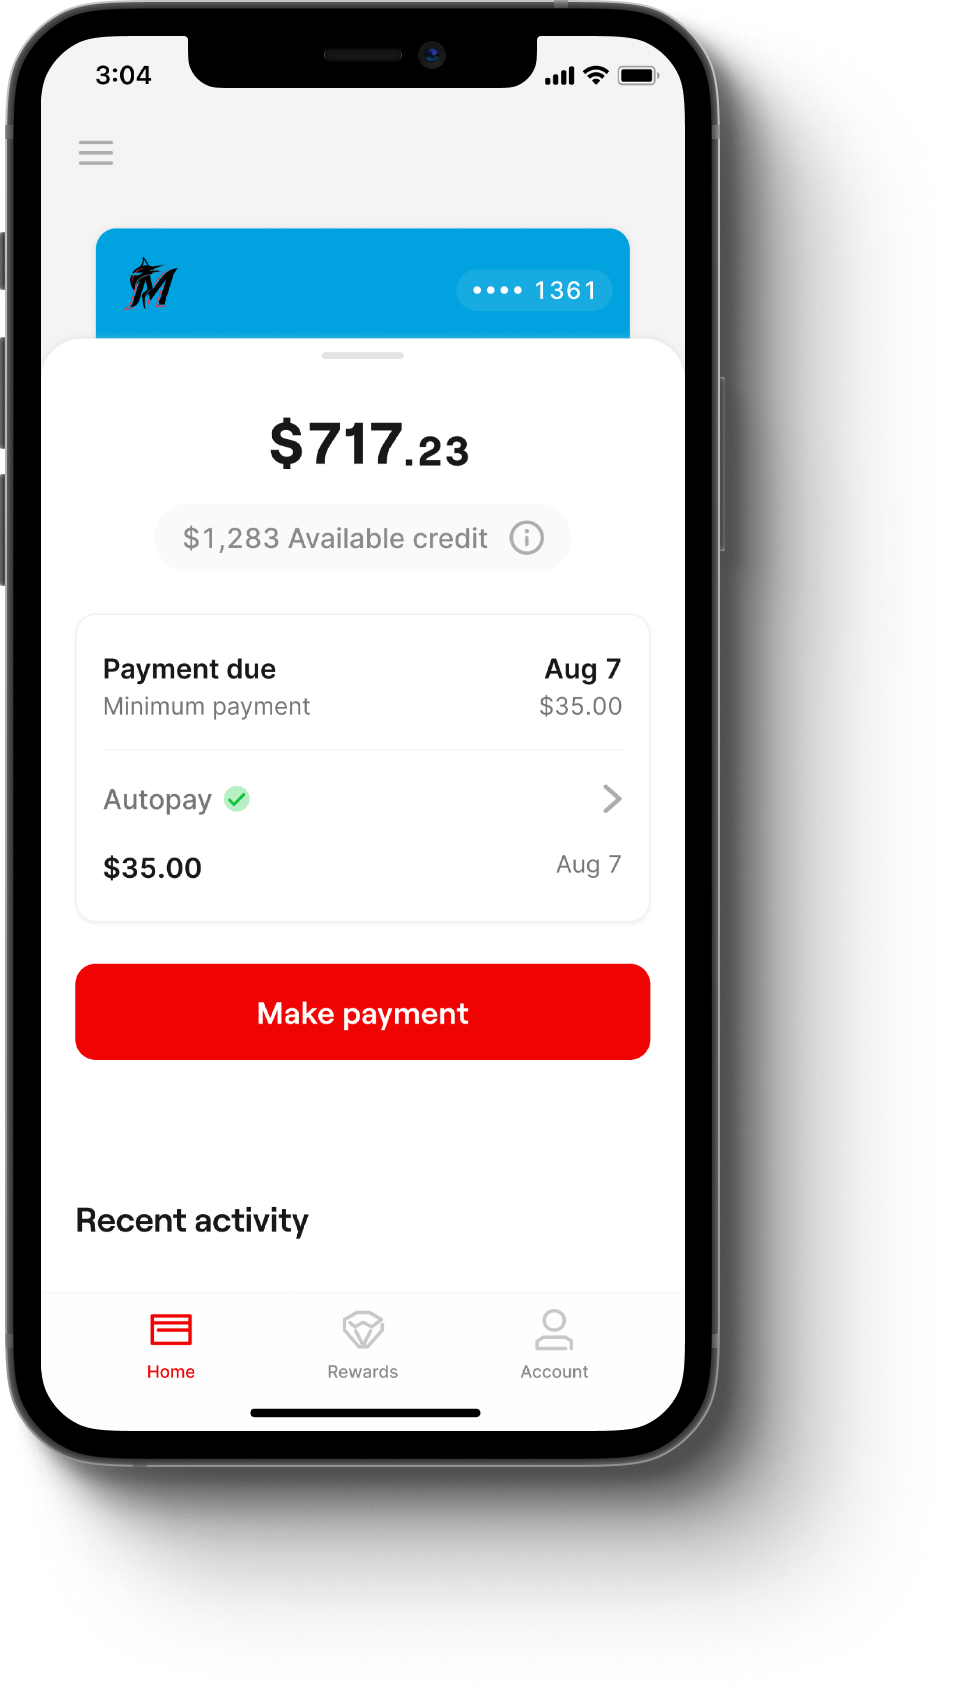 3:04
•••• 1361
$717.23
$1,283 Available credit
Payment due Aug 7
Minimum payment $35.00
Autopay
$35.00 Aug 7
Make payment
Recent activity
Home Rewards Account